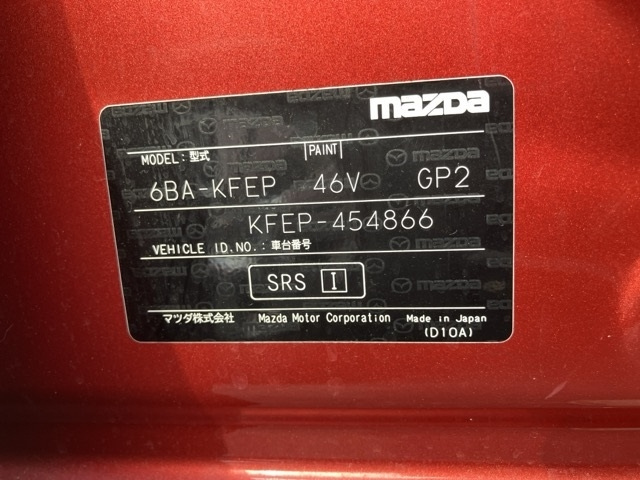 mazda
MODEL: 型式 PAINT
6BA-KFEP 46V GP2
KFEP-454866
VEHICLE ID.NO.: 車台番号
SRS I
マツダ株式会社 Mazda Motor Corporation Made in Japan
(D10A)